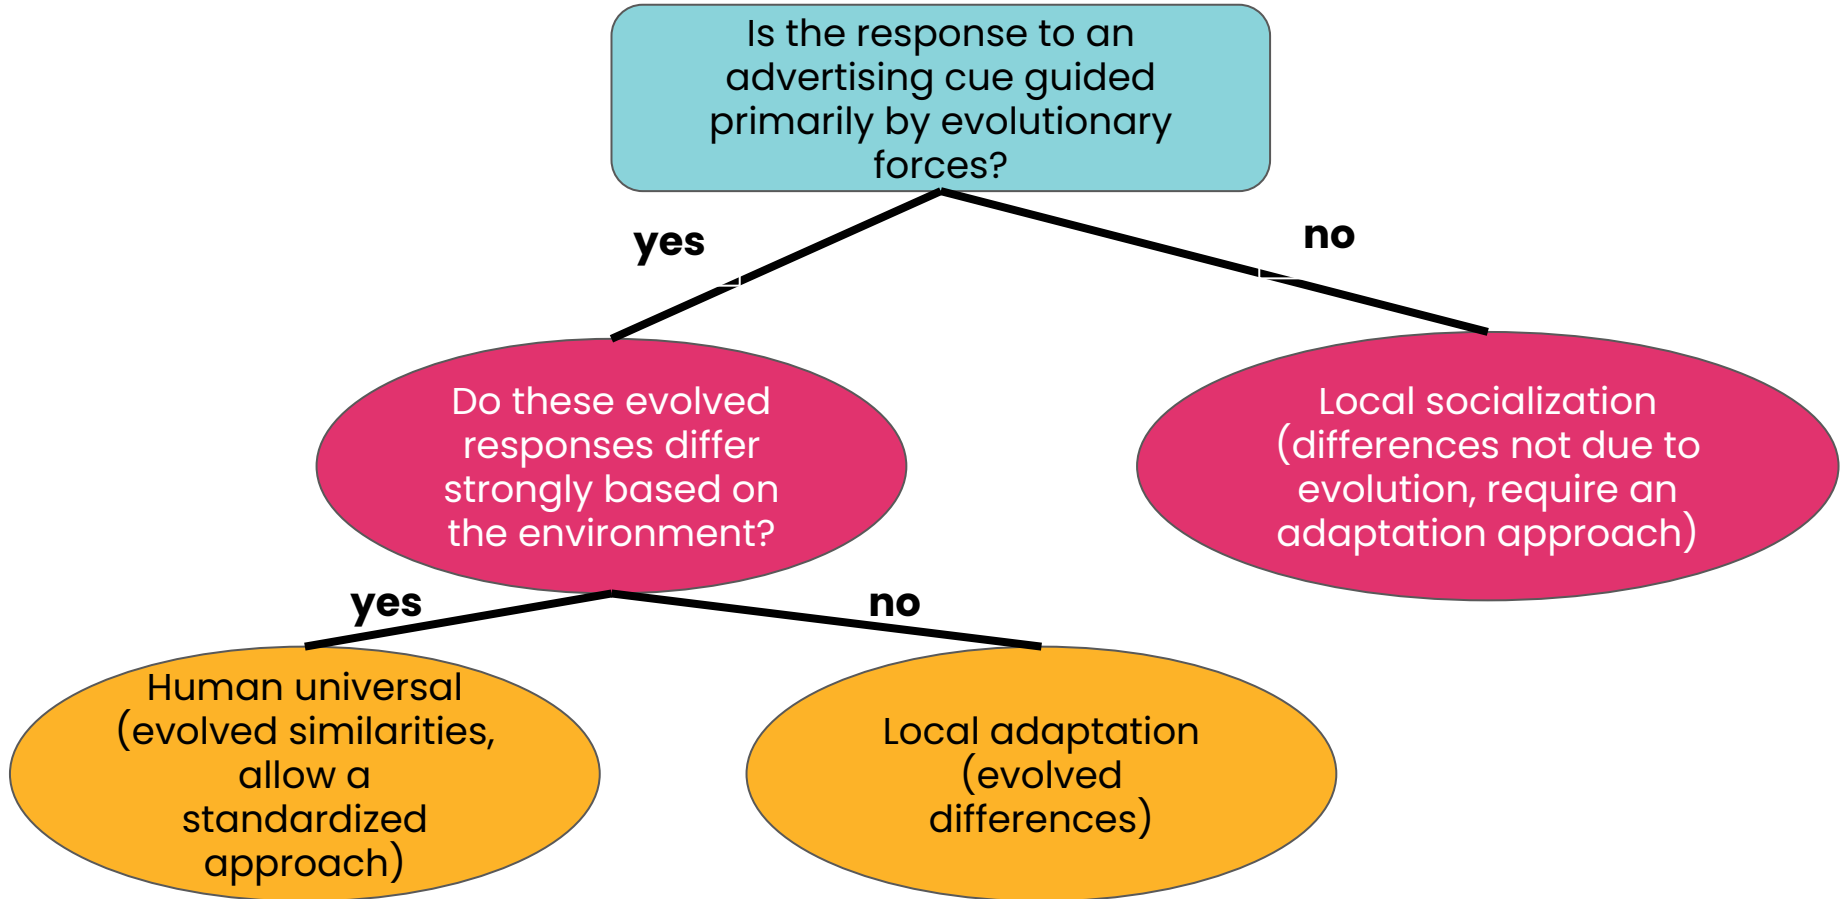 Is the response to an
advertising cue guided
primarily by evolutionary
forces?
yes
no
Do these evolved
responses differ
strongly based on
the environment?
Local socialization
(differences not due to
evolution, require an
adaptation approach)
yes
no
Human universal
(evolved similarities,
allow a
standardized
approach)
Local adaptation
(evolved
differences)